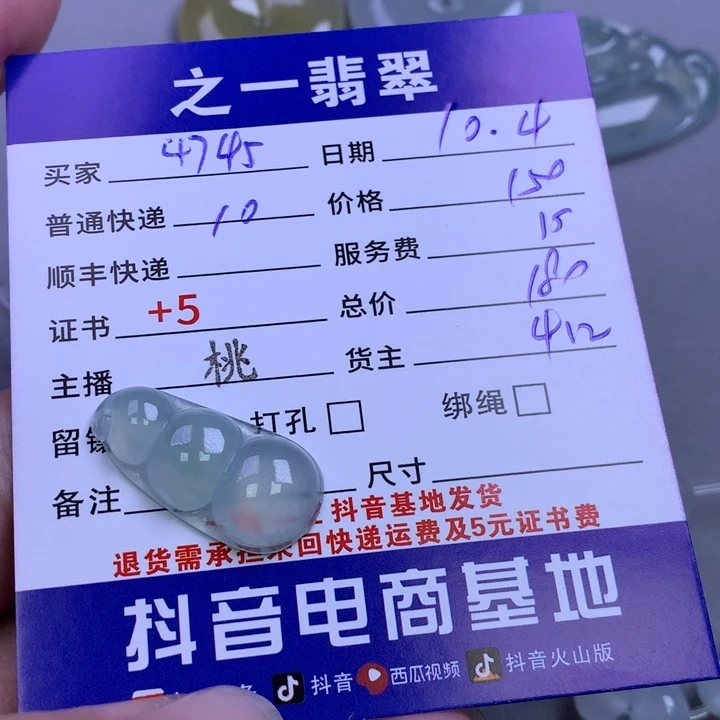 之一翡翠
买家 4745 日期 10.4
普通快递 10 价格 150
顺丰快递 服务费 15
证书 +5 总价 180
主播 桃 货主 412
留 打孔 绑绳
备注 尺寸
抖音基地发货
退货需承担来回快递运费及5元证书费
抖音电商基地
抖音 西瓜视频 抖音火山版